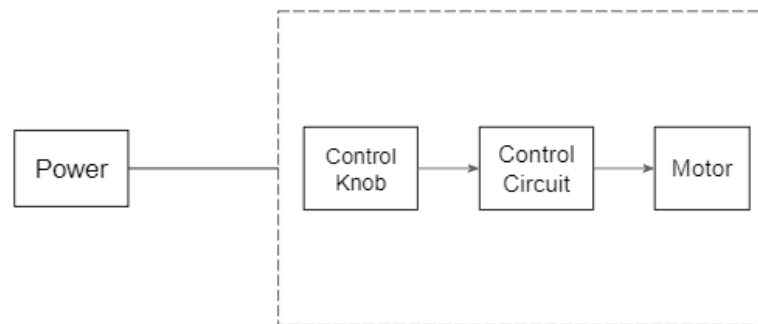 Power
Control
Knob
Control
Circuit
Motor